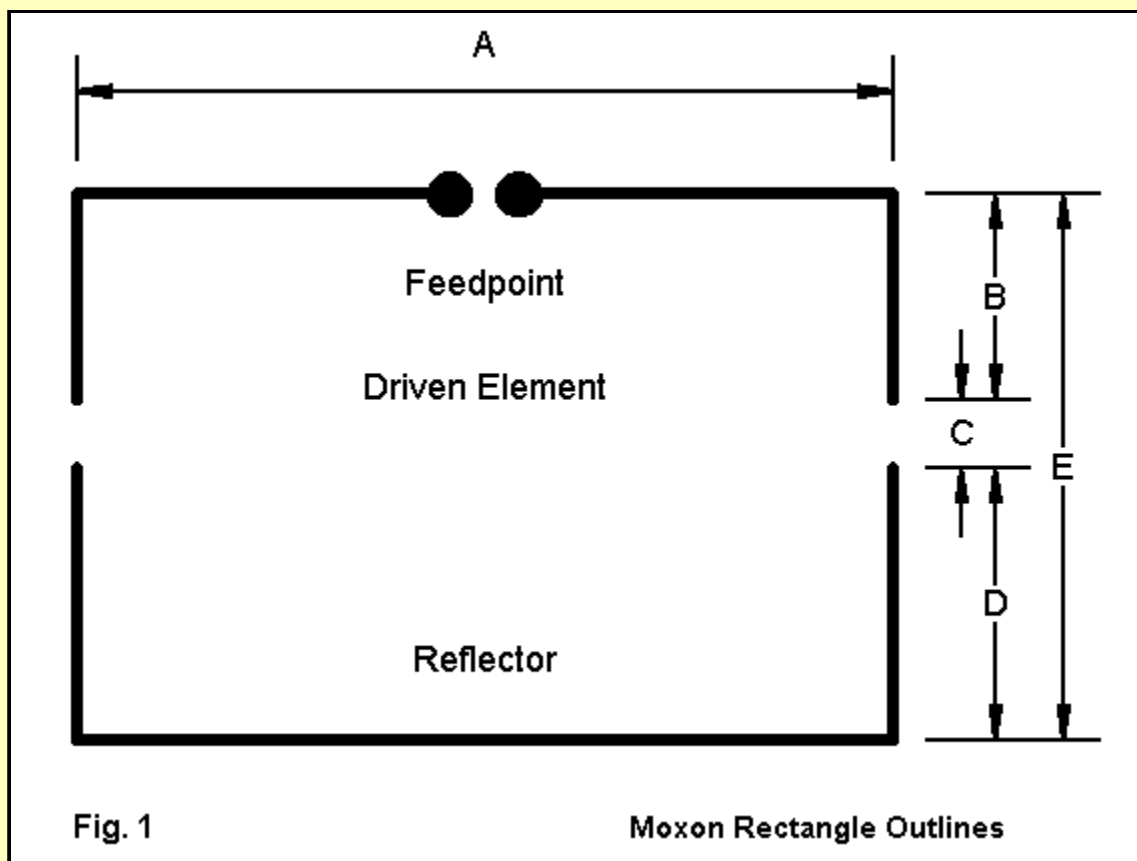 A
Feedpoint
B
Driven Element
C
E
D
Reflector
Fig. 1
Moxon Rectangle Outlines